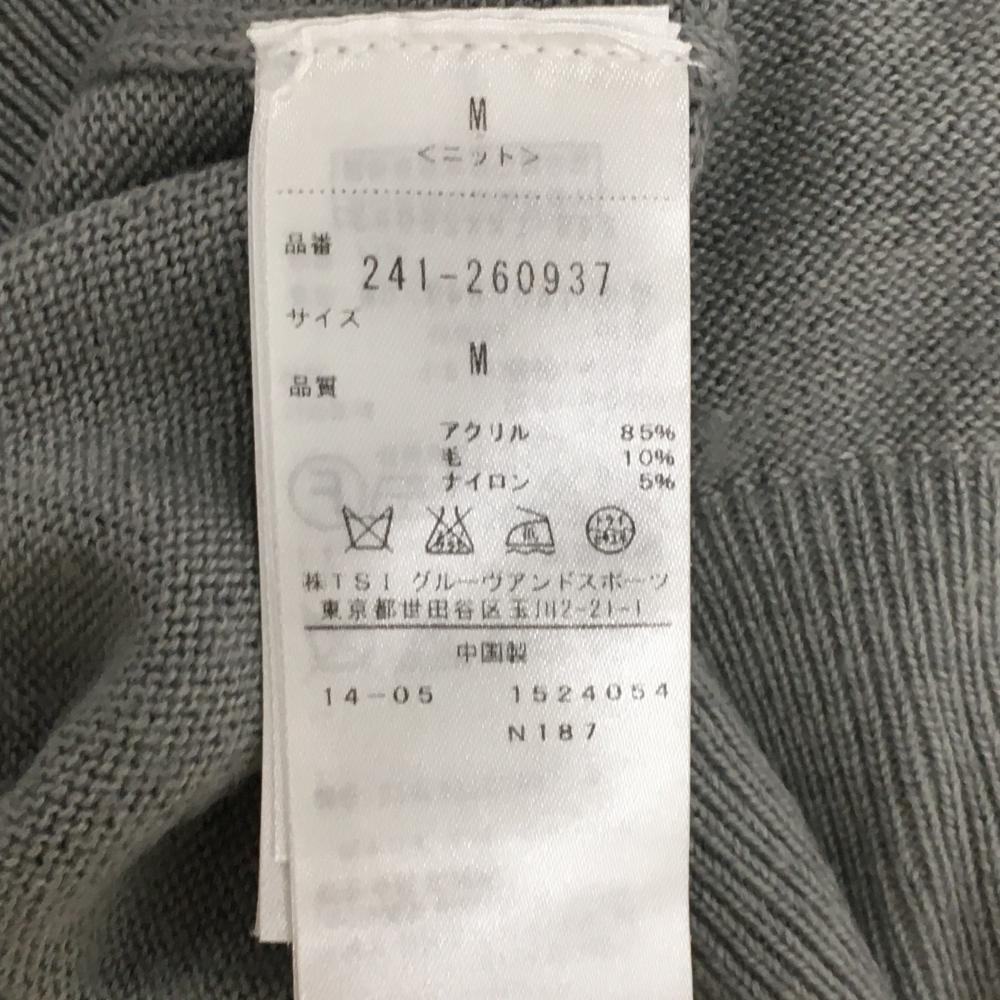 M
<ニット>
品番
241-260937
サイズ
M
品質
アクリル 85%
毛 10%
ナイロン 5%
株TSI グルーヴアンドスポーツ
東京都世田谷区玉川2-21-1
中国製
14-05 1524054
N187